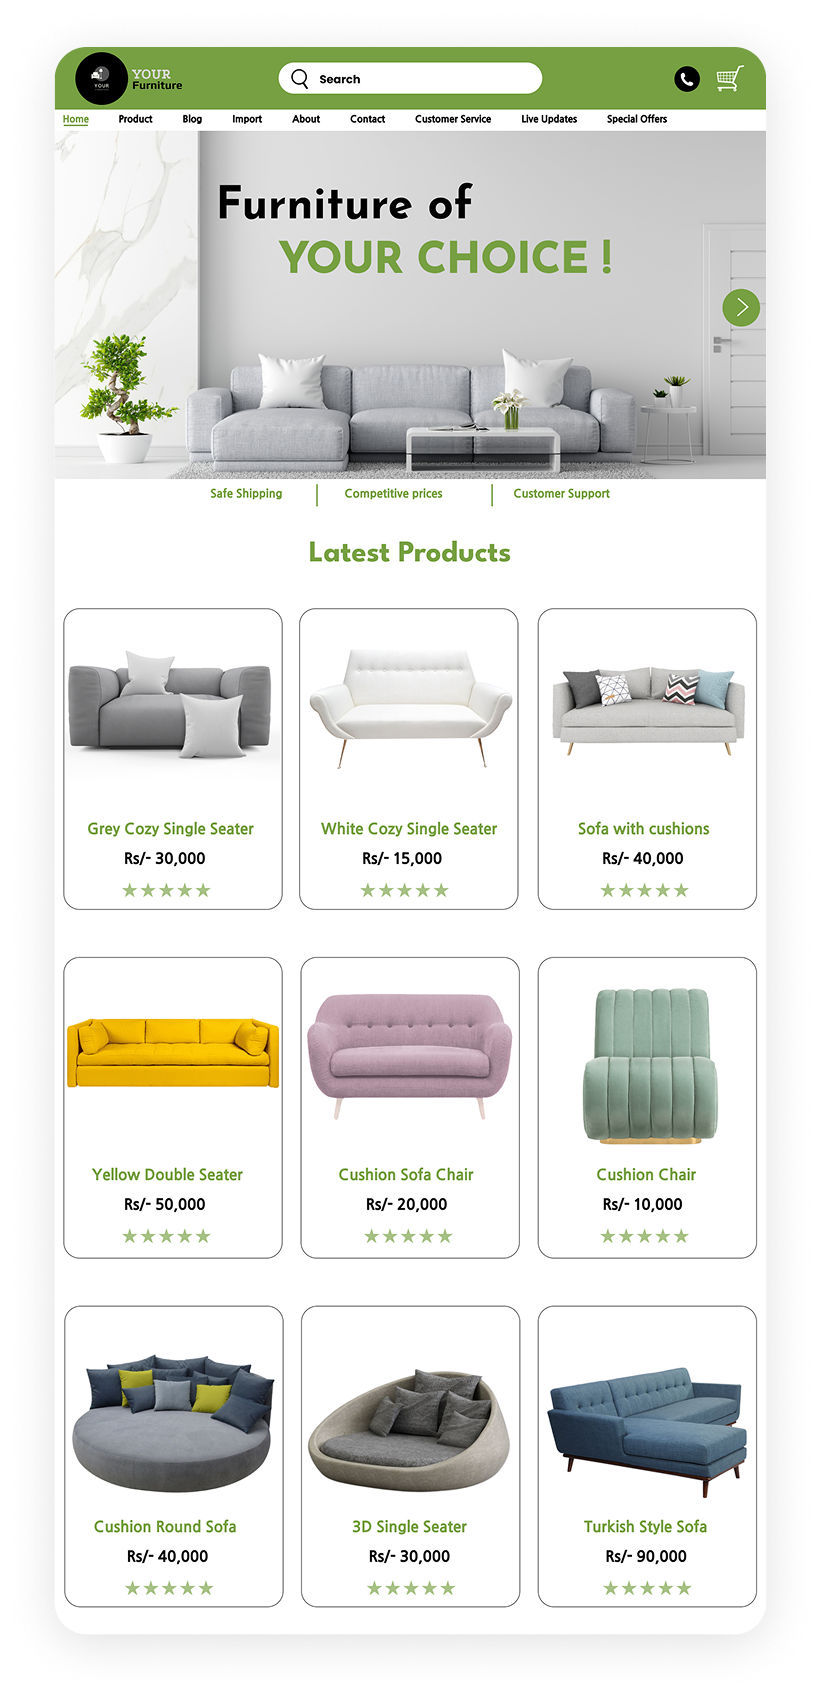 YOUR
YOUR
Furniture
Search
Home Product Blog Import About Contact Customer Service Live Updates Special Offers
Furniture of
YOUR CHOICE !
Safe Shipping Competitive prices Customer Support
Latest Products
Grey Cozy Single Seater White Cozy Single Seater Sofa with cushions
Rs/- 30,000 Rs/- 15,000 Rs/- 40,000
Yellow Double Seater Cushion Sofa Chair Cushion Chair
Rs/- 50,000 Rs/- 20,000 Rs/- 10,000
Cushion Round Sofa 3D Single Seater Turkish Style Sofa
Rs/- 40,000 Rs/- 30,000 Rs/- 90,000